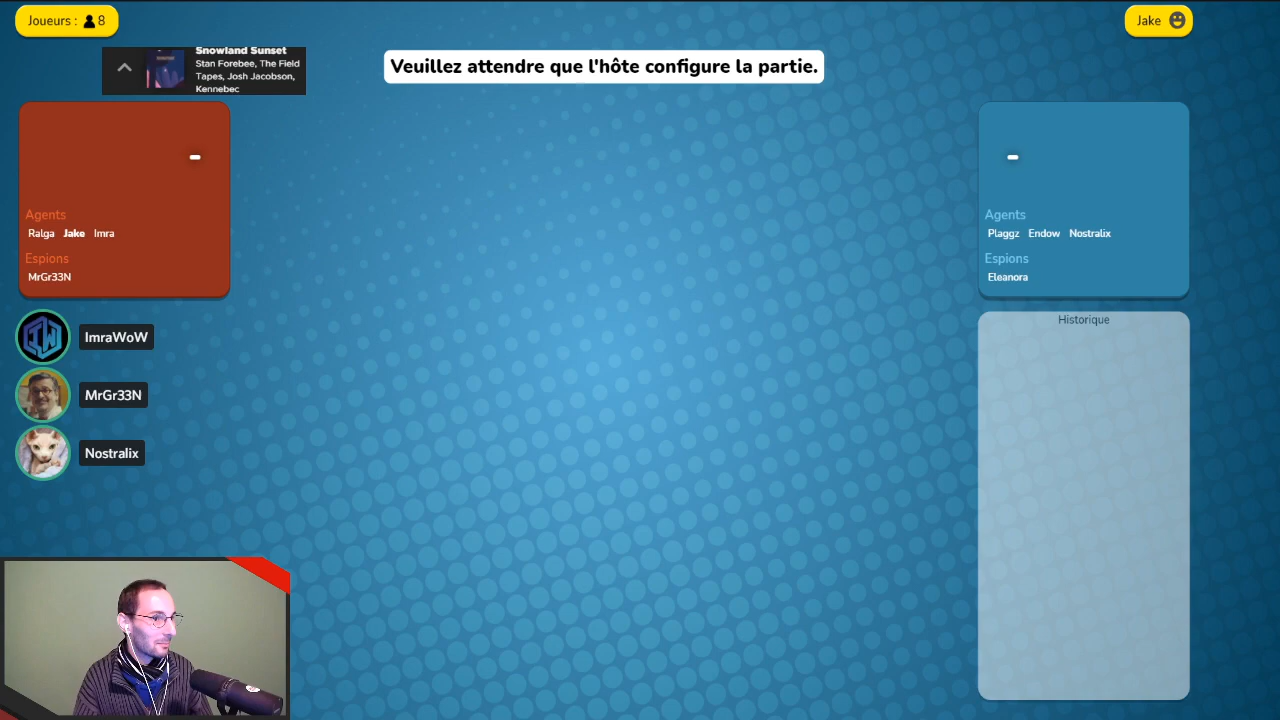 Joueurs : 8
Jake
Snowland Sunset
Stan Forebee, The Field
Tapes, Josh Jacobson,
Kennebec
Veuillez attendre que l'hôte configure la partie.
-
Agents
Ralga Jake Imra
Espions
MrGr33N
-
Agents
Plaggz Endow Nostralix
Espions
Eleanora
Historique
ImraWoW
MrGr33N
Nostralix